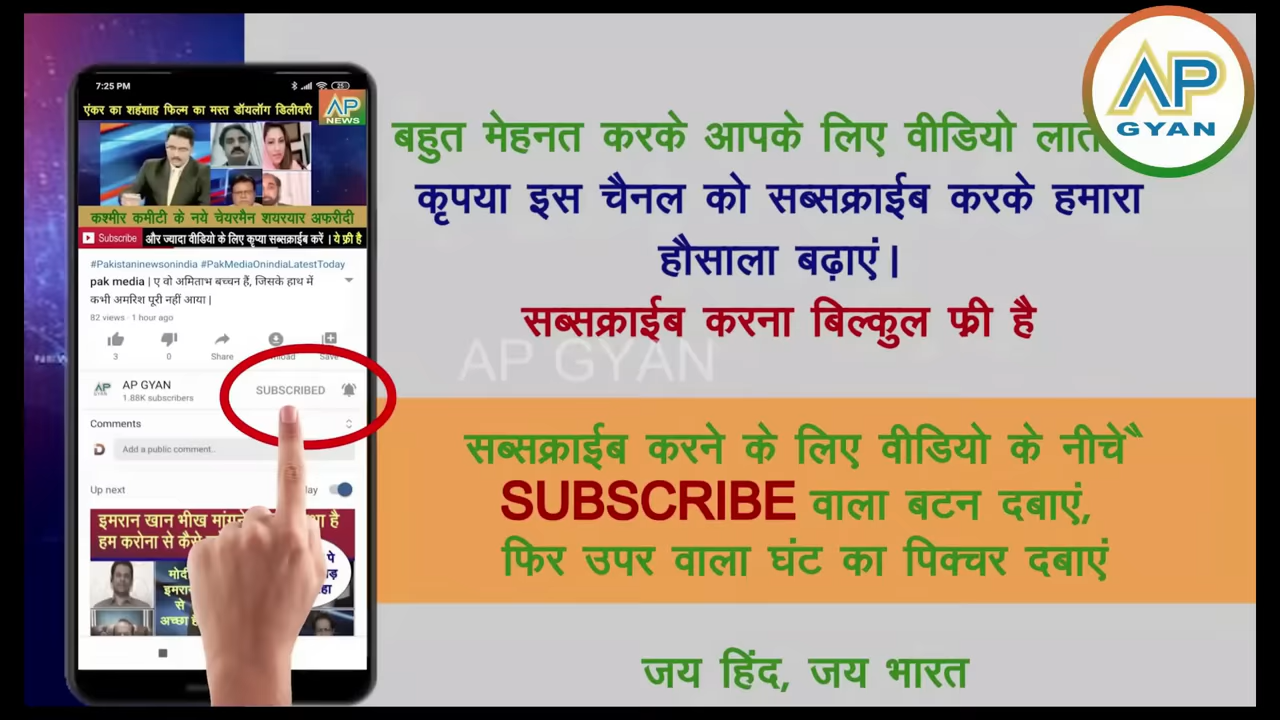 7:25 PM
एंकर का शहंशाह फिल्म का मस्त डॉयलॉग डिलीवरी
AP
NEWS
कश्मीर कमीटी के नये चेयरमैन शयरयार अफरीदी
Subscribe और ज्यादा वीडियो के लिए कृप्या सब्सक्राईब करें । ये फ्री है
#Pakistaninewsonindia #PakMediaOnindiaLatestToday
pak media | ए वो अमिताभ बच्चन हैं, जिसके हाथ में
कभी अमरिश पूरी नहीं आया |
82 views · 1 hour ago
3 0 Share Save
AP GYAN
1.88K subscribers
SUBSCRIBED
Comments
Add a public comment..
Up next
इमरान खान भीख मांगने है
हम करोना से कैसे
AP
GYAN
बहुत मेहनत करके आपके लिए वीडियो
कृपया इस चैनल को सब्सक्राईब करके हमारा
हौसाला बढ़ाएं।
सब्सक्राईब करना बिल्कुल फ्री है
AP GYAN
सब्सक्राईब करने के लिए वीडियो के नीचे"
SUBSCRIBE वाला बटन दबाएं,
फिर उपर वाला घंट का पिक्चर दबाएं
जय हिंद, जय भारत